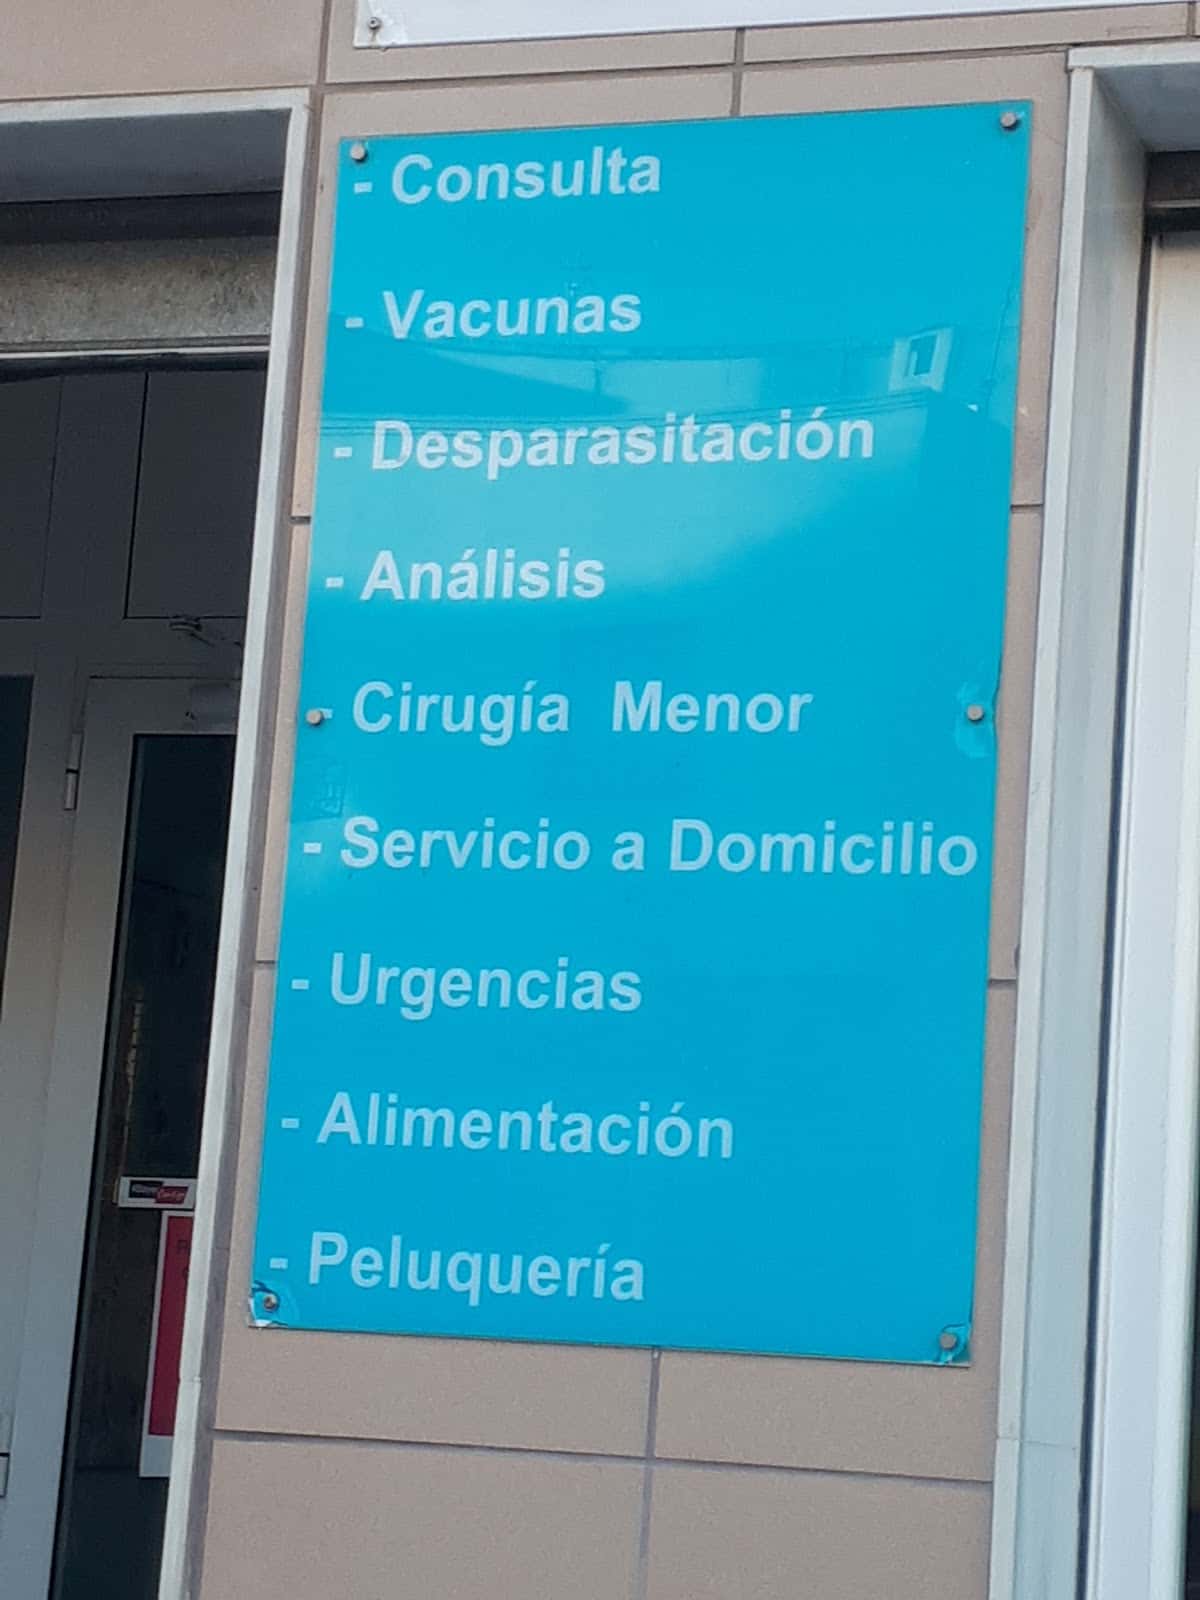 - Consulta
- Vacunas
- Desparasitación
- Análisis
- Cirugía Menor
- Servicio a Domicilio
- Urgencias
- Alimentación
- Peluquería